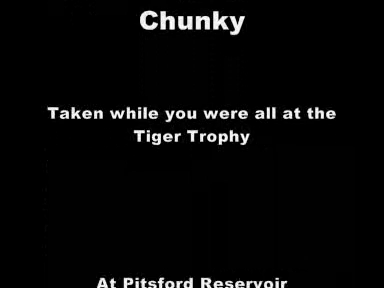 Chunky
Taken while you were all at the
Tiger Trophy
At Pitsford Reservoir